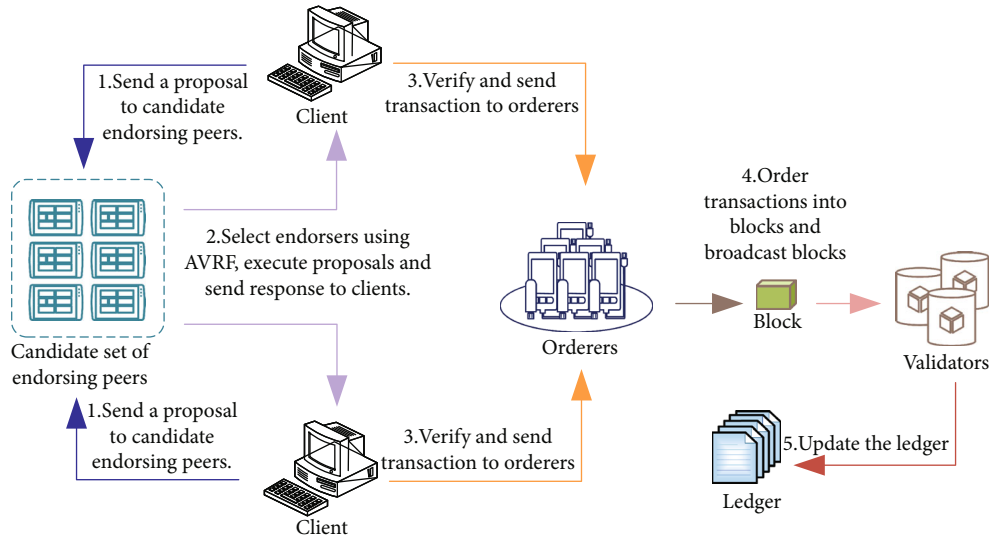 1.Send a proposal
to candidate
endorsing peers.
Client
3.Verify and send
transaction to orderers
2.Select endorsers using
AVRF, execute proposals and
send response to clients.
Candidate set of
endorsing peers
4.Order
transactions into
blocks and
broadcast blocks
Orderers
Block
Validators
1.Send a proposal
to candidate
endorsing peers.
Client
3.Verify and send
transaction to orderers
5.Update the ledger
Ledger